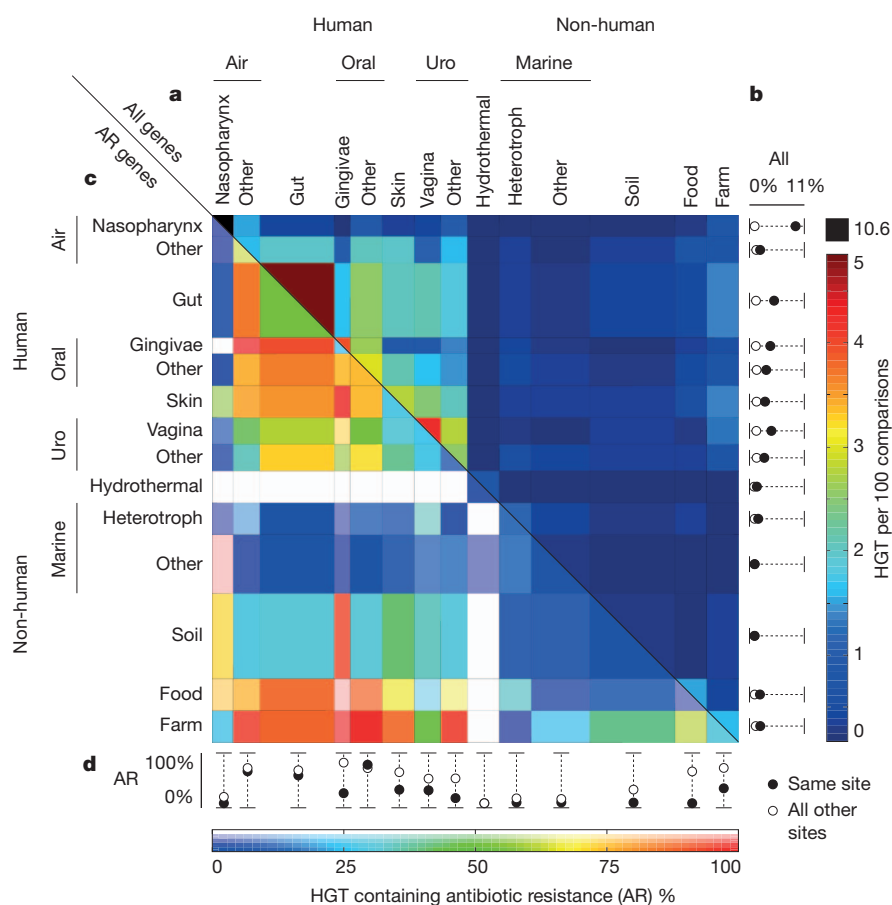 Human
Non-human
Air
Oral
Uro
Marine
a
b
All genes
AR genes
c
Nasopharynx
Other
Gut
Gingivae
Other
Skin
Vagina
Other
Hydrothermal
Heterotroph
Other
Soil
Food
Farm
All
0% 11%
Human
Non-human
Air
Oral
Uro
Marine
Nasopharynx
Other
Gut
Gingivae
Other
Skin
Vagina
Other
Hydrothermal
Heterotroph
Other
Soil
Food
Farm
10.6
5
4
3
2
1
0
HGT per 100 comparisons
d
AR
100%
0%
Same site
All other
sites
0 25 50 75 100
HGT containing antibiotic resistance (AR) %